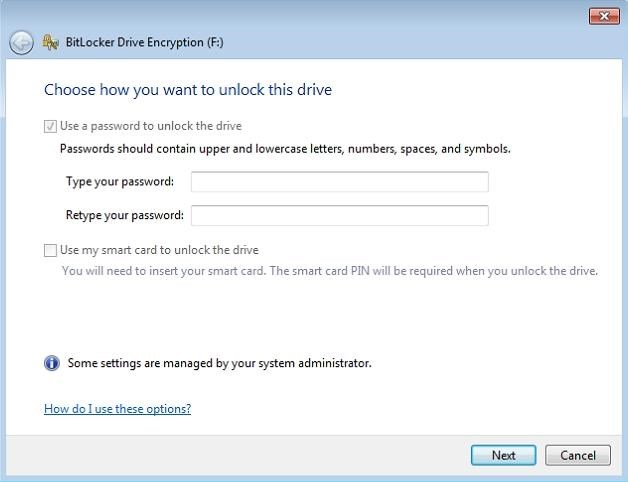 BitLocker Drive Encryption (F:)
Choose how you want to unlock this drive
Use a password to unlock the drive
Passwords should contain upper and lowercase letters, numbers, spaces, and symbols.
Type your password:
Retype your password:
Use my smart card to unlock the drive
You will need to insert your smart card. The smart card PIN will be required when you unlock the drive.
Some settings are managed by your system administrator.
How do I use these options?
Next
Cancel